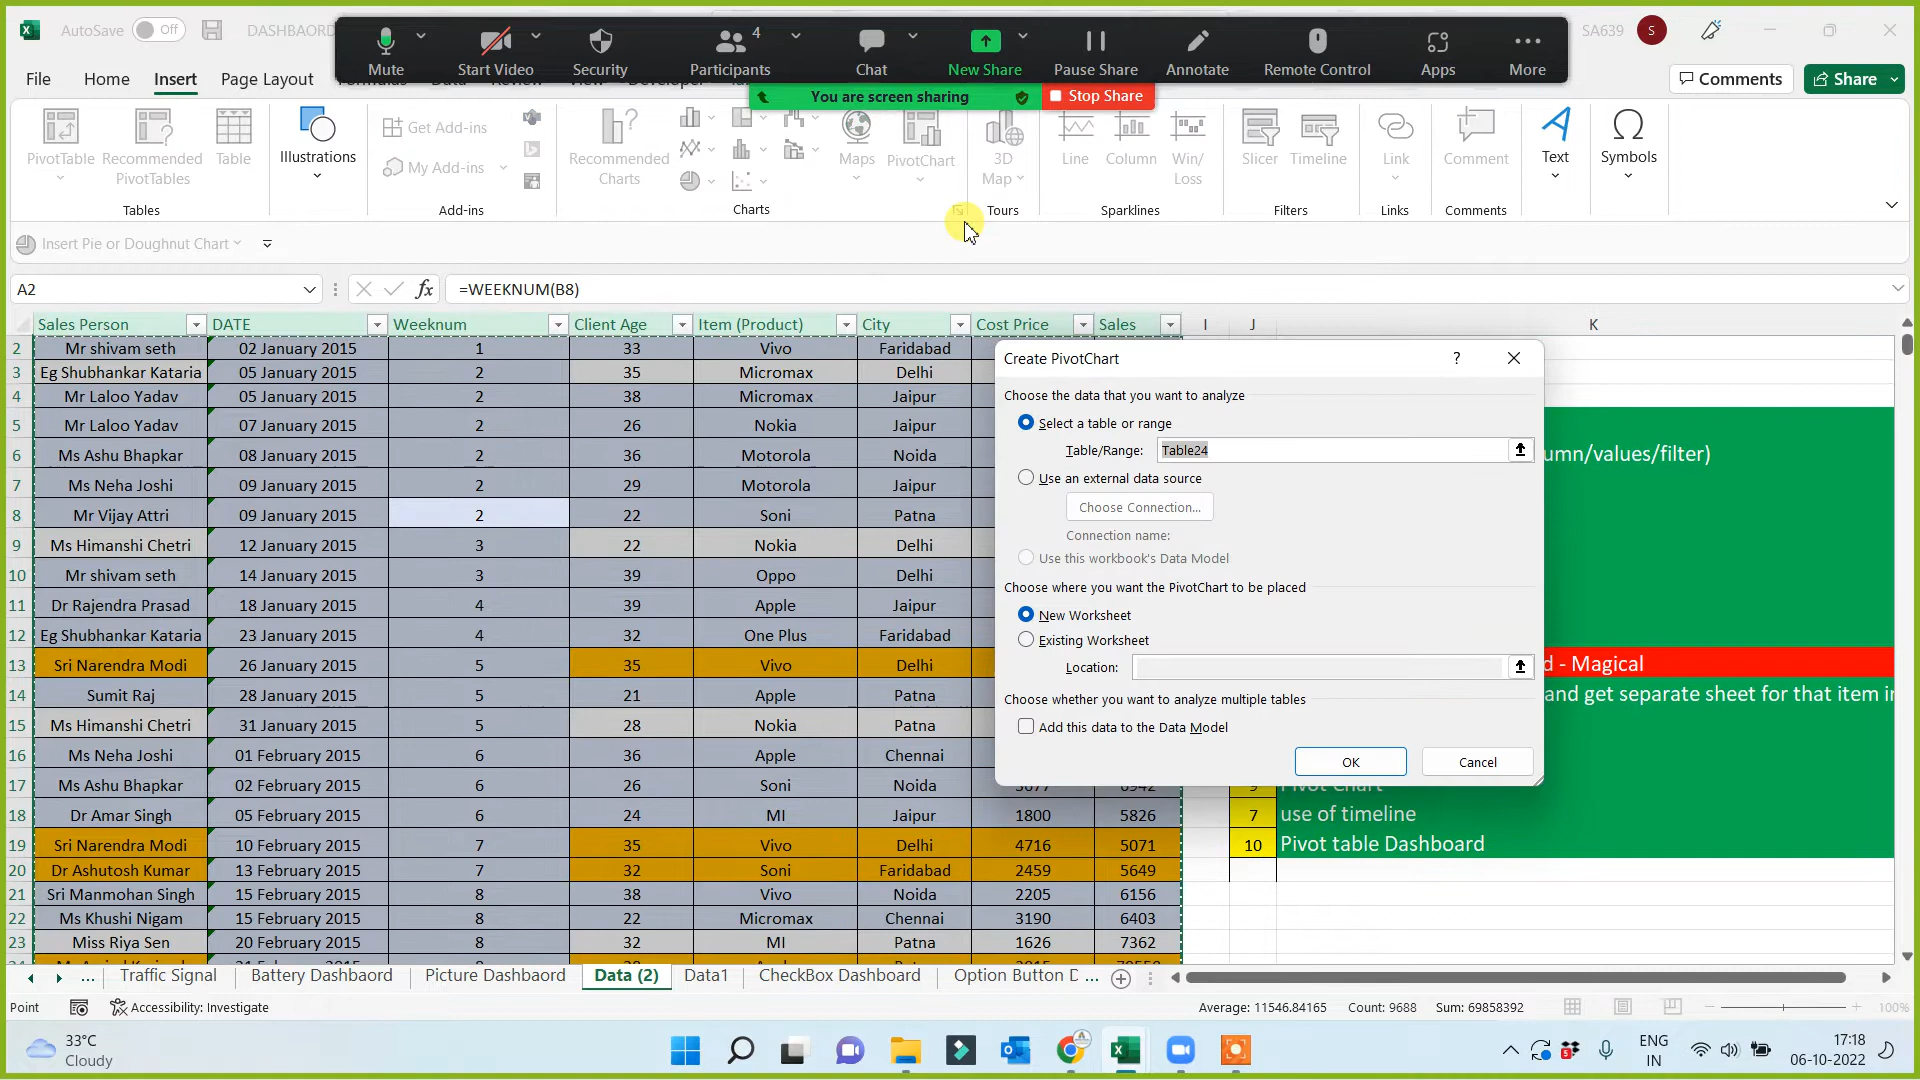 AutoSave Off DASHBAORD SA639 S
Mute Start Video Security Participants 4 Chat New Share Pause Share Annotate Remote Control Apps More
You are screen sharing Stop Share
File Home Insert Page Layout Comments Share
PivotTable Recommended PivotTables Table Illustrations Get Add-ins My Add-ins Recommended Charts Maps PivotChart 3D Map Line Column Win/Loss Slicer Timeline Link Comment Text Symbols
Tables Add-ins Charts Tours Sparklines Filters Links Comments
Insert Pie or Doughnut Chart
A2 fx =WEEKNUM(B8)
Sales Person DATE Weeknum Client Age Item (Product) City Cost Price Sales I J K
2 Mr shivam seth 02 January 2015 1 33 Vivo Faridabad
3 Eg Shubhankar Kataria 05 January 2015 2 35 Micromax Delhi
4 Mr Laloo Yadav 05 January 2015 2 38 Micromax Jaipur
5 Mr Laloo Yadav 07 January 2015 2 26 Nokia Jaipur
6 Ms Ashu Bhapkar 08 January 2015 2 36 Motorola Noida umn/values/filter)
7 Ms Neha Joshi 09 January 2015 2 29 Motorola Jaipur
8 Mr Vijay Attri 09 January 2015 2 22 Soni Patna
9 Ms Himanshi Chetri 12 January 2015 3 22 Nokia Delhi
10 Mr shivam seth 14 January 2015 3 39 Oppo Delhi
11 Dr Rajendra Prasad 18 January 2015 4 39 Apple Jaipur
12 Eg Shubhankar Kataria 23 January 2015 4 32 One Plus Faridabad
13 Sri Narendra Modi 26 January 2015 5 35 Vivo Delhi d - Magical
14 Sumit Raj 28 January 2015 5 21 Apple Patna and get separate sheet for that item in
15 Ms Himanshi Chetri 31 January 2015 5 28 Nokia Patna
16 Ms Neha Joshi 01 February 2015 6 36 Apple Chennai
17 Ms Ashu Bhapkar 02 February 2015 6 26 Soni Noida Pivot Chart
18 Dr Amar Singh 05 February 2015 6 24 MI Jaipur 1800 5826 7 use of timeline
19 Sri Narendra Modi 10 February 2015 7 35 Vivo Delhi 4716 5071 10 Pivot table Dashboard
20 Dr Ashutosh Kumar 13 February 2015 7 32 Soni Faridabad 2459 5649
21 Sri Manmohan Singh 15 February 2015 8 38 Vivo Noida 2205 6156
22 Ms Khushi Nigam 15 February 2015 8 22 Micromax Chennai 3190 6403
23 Miss Riya Sen 20 February 2015 8 32 MI Patna 1626 7362
Create PivotChart ?
Choose the data that you want to analyze
Select a table or range
Table/Range: Table24
Use an external data source
Choose Connection...
Connection name:
Use this workbook's Data Model
Choose where you want the PivotChart to be placed
New Worksheet
Existing Worksheet
Location:
Choose whether you want to analyze multiple tables
Add this data to the Data Model
OK Cancel
... Traffic Signal Battery Dashbaord Picture Dashbaord Data (2) Data1 CheckBox Dashboard Option Button D ...
Point Accessibility: Investigate Average: 11546.84165 Count: 9688 Sum: 69858392 100%
33°C
Cloudy
ENG
IN
17:18
06-10-2022